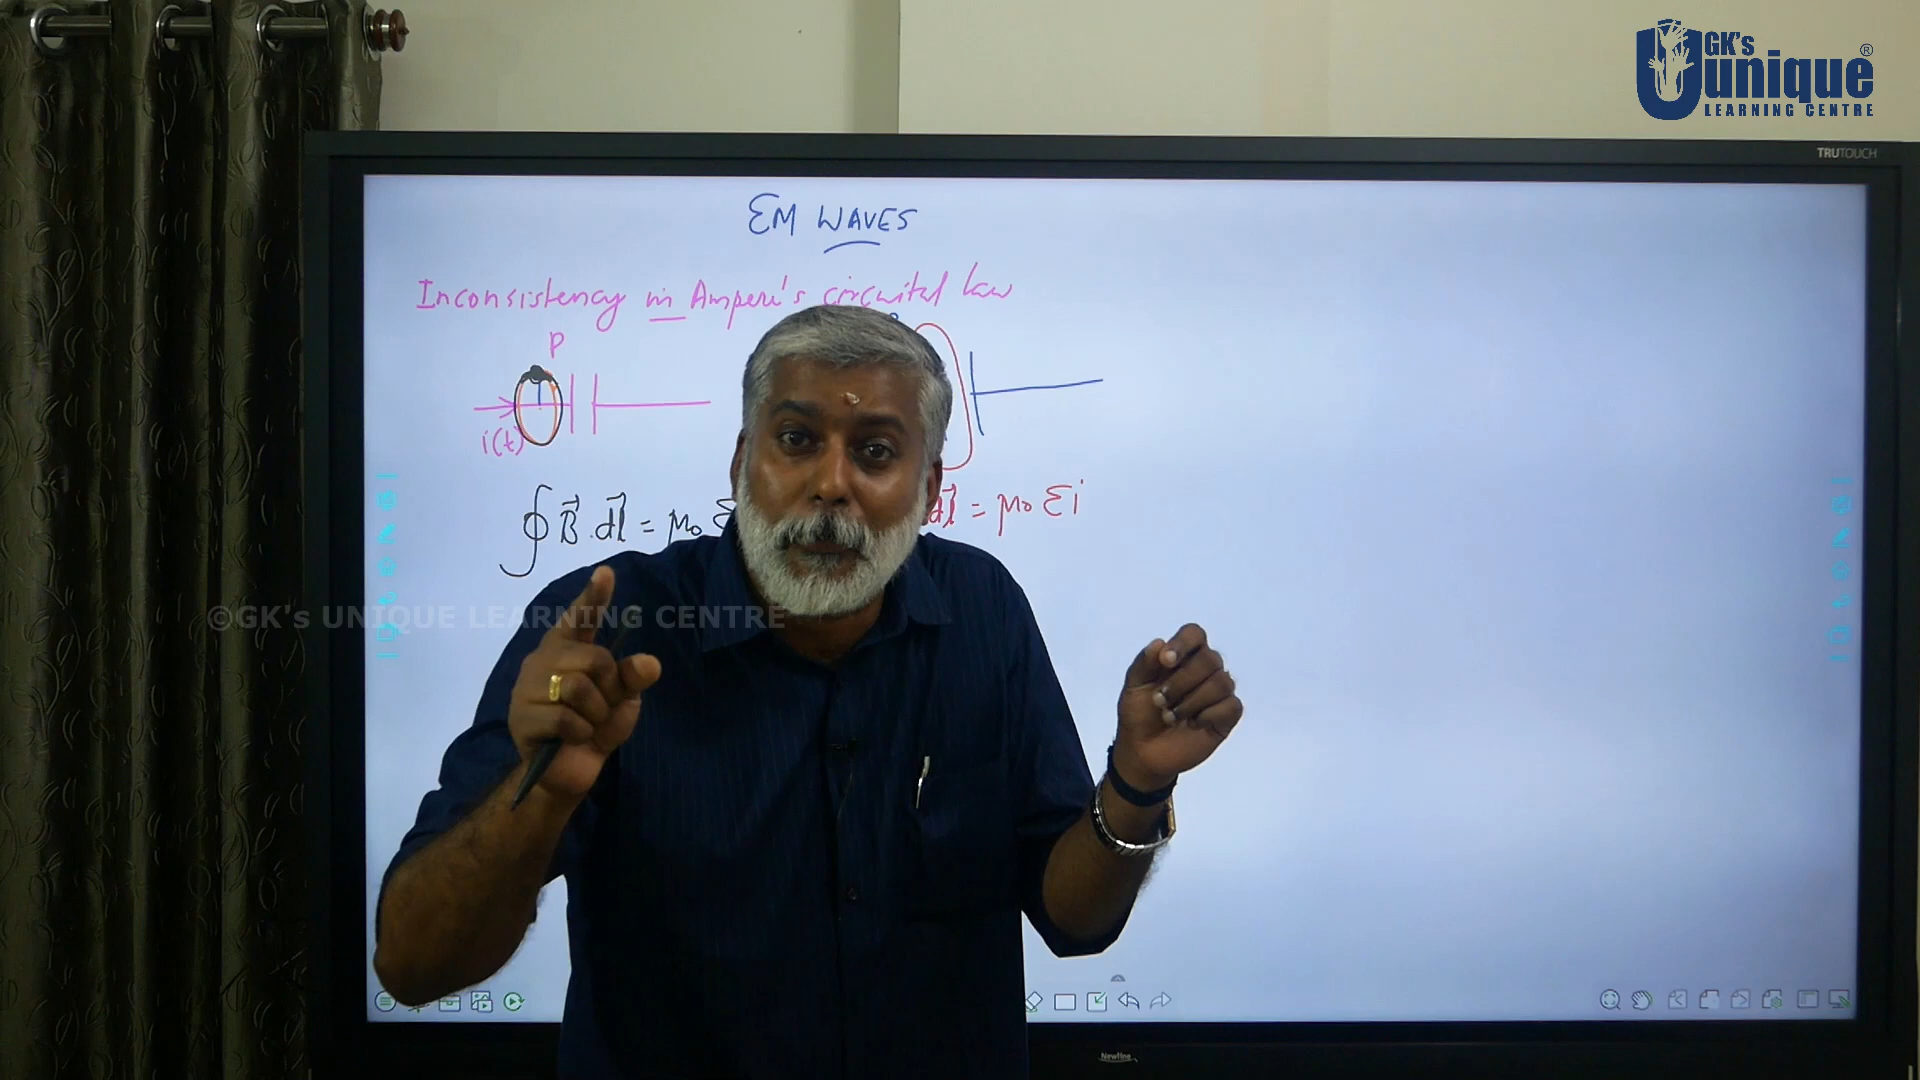 GK's
unique®
LEARNING CENTRE
TRUTOUCH
EM WAVES
Inconsistency in Ampere's circuital law
P
i(t)
∮ B⃗ . dl⃗ = μ₀ Σ
dl⃗ = μ₀ Σi
©GK's UNIQUE LEARNING CENTRE
Newline